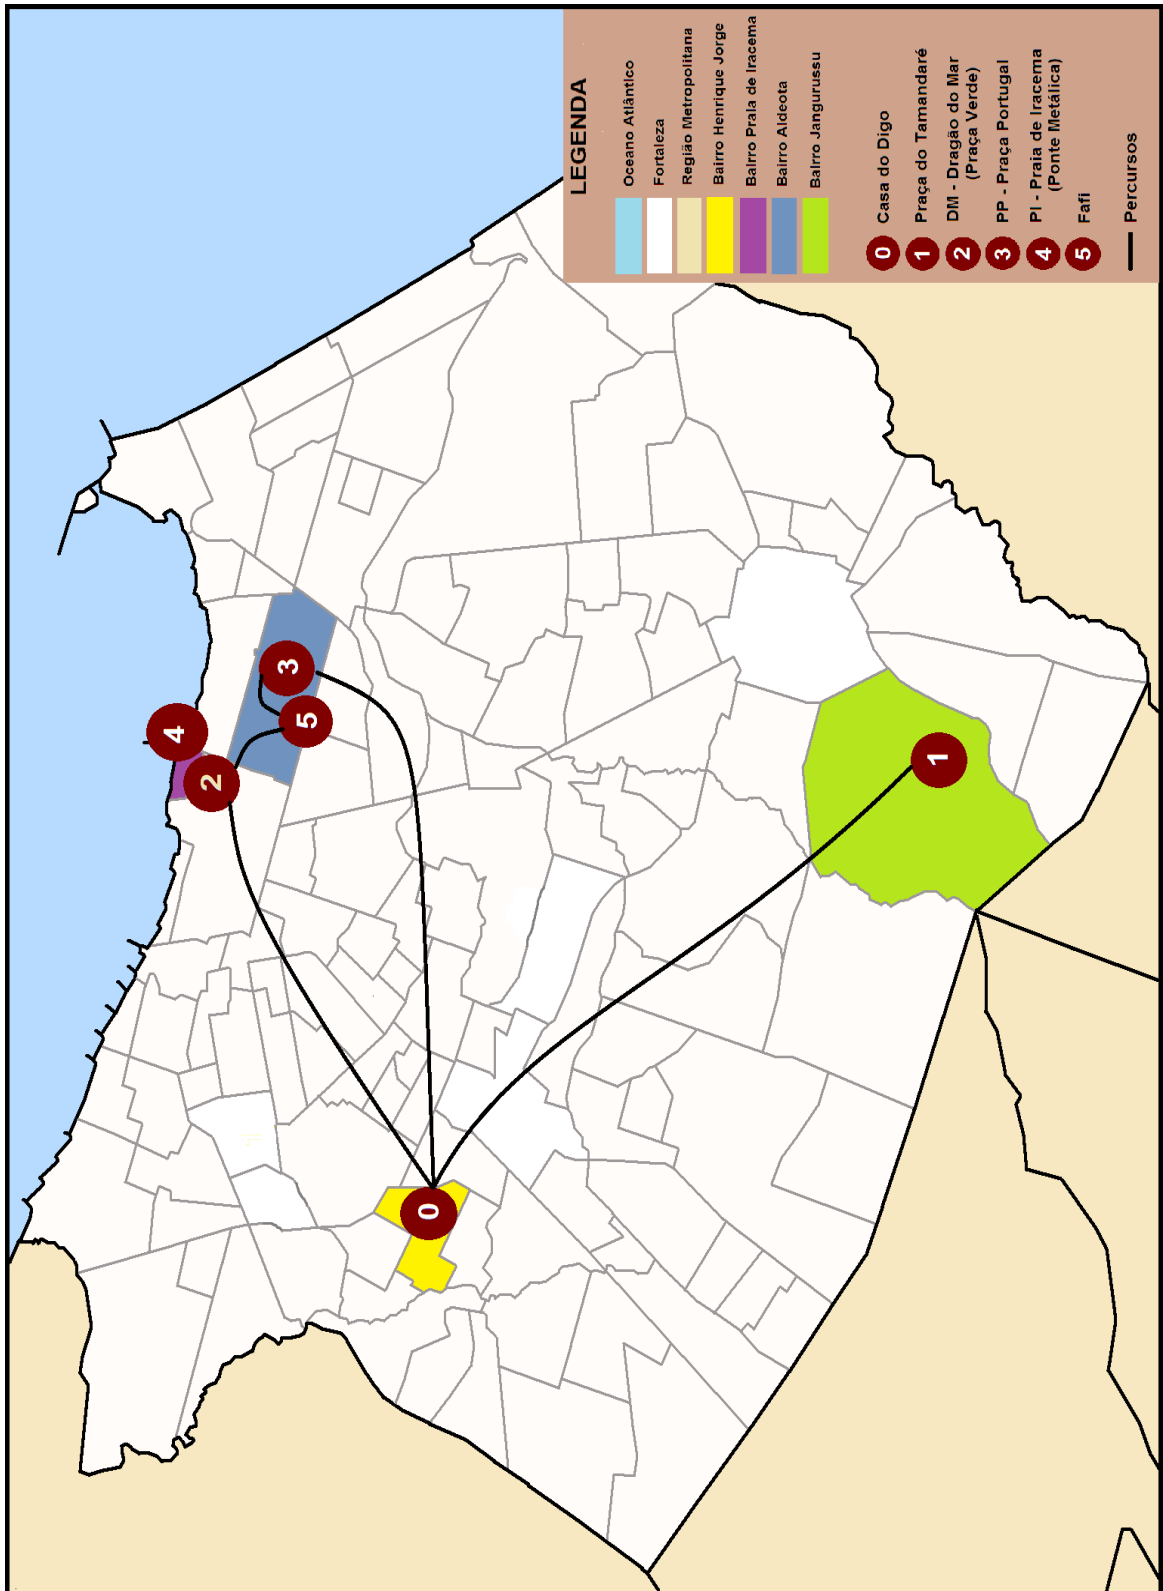 LEGENDA
Oceano Atlântico
Fortaleza
Região Metropolitana
Bairro Henrique Jorge
Bairro Praia de Iracema
Bairro Aldeota
Bairro Jangurussu
0 Casa do Digo
1 Praça do Tamandaré
2 DM - Dragão do Mar
(Praça Verde)
3 PP - Praça Portugal
4 PI - Praia de Iracema
(Ponte Metálica)
5 Fafi
Percursos
4
2
3
5
0
1